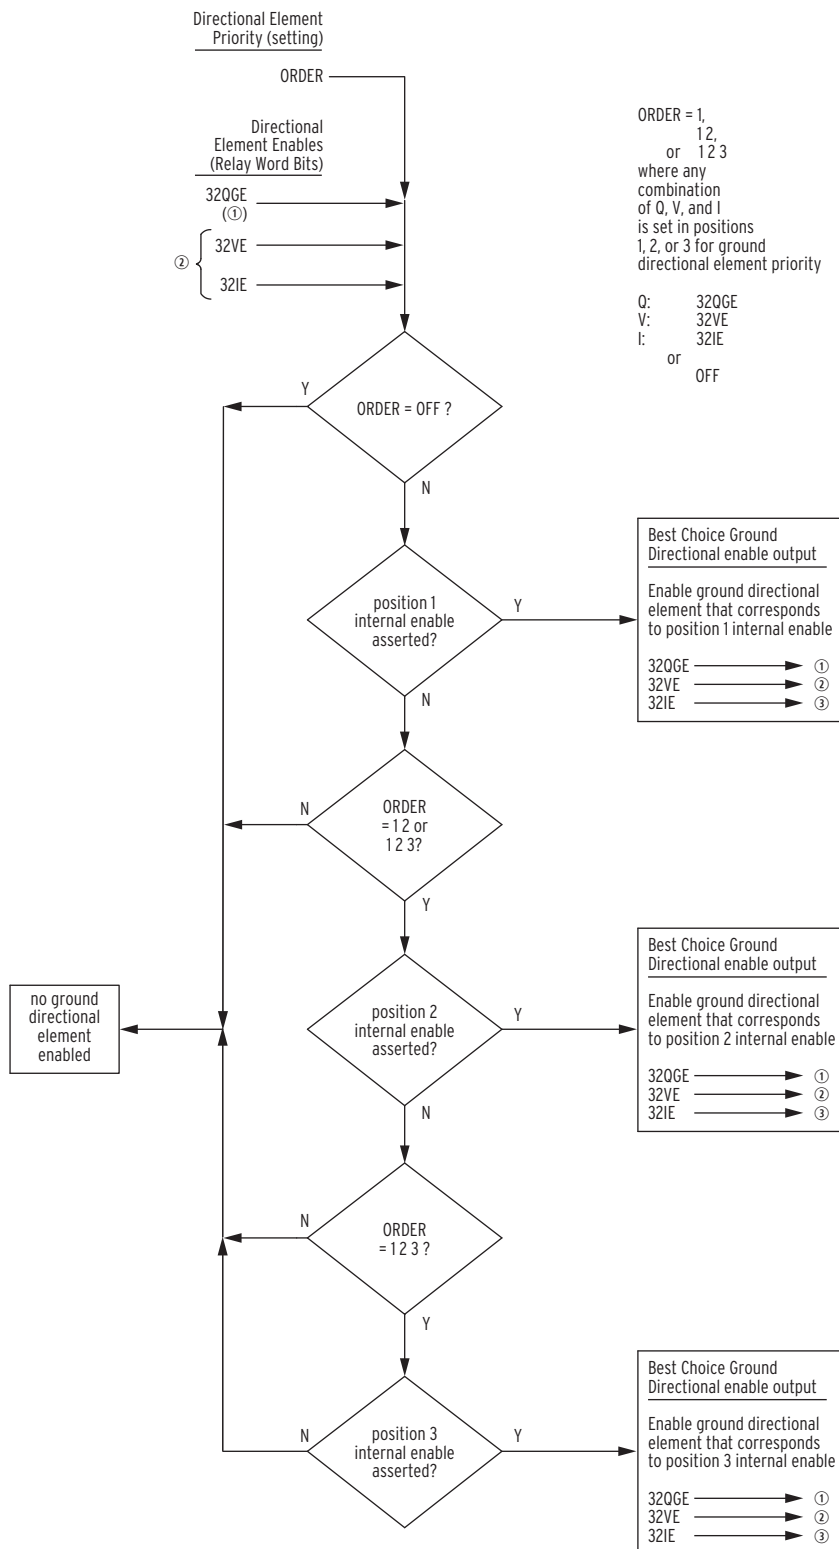 Directional Element
Priority (setting)
ORDER
Directional
Element Enables
(Relay Word Bits)
32QGE
(①)
② 32VE
32IE
ORDER = 1,
1 2,
or 1 2 3
where any
combination
of Q, V, and I
is set in positions
1, 2, or 3 for ground
directional element priority
Q: 32QGE
V: 32VE
I: 32IE
or
OFF
Y
ORDER = OFF ?
N
position 1
internal enable
asserted?
Y
N
Best Choice Ground
Directional enable output
Enable ground directional
element that corresponds
to position 1 internal enable
32QGE ①
32VE ②
32IE ③
N
ORDER
= 1 2 or
1 2 3?
Y
no ground
directional
element
enabled
position 2
internal enable
asserted?
Y
N
Best Choice Ground
Directional enable output
Enable ground directional
element that corresponds
to position 2 internal enable
32QGE ①
32VE ②
32IE ③
N
ORDER
= 1 2 3 ?
Y
N
position 3
internal enable
asserted?
Y
Best Choice Ground
Directional enable output
Enable ground directional
element that corresponds
to position 3 internal enable
32QGE ①
32VE ②
32IE ③